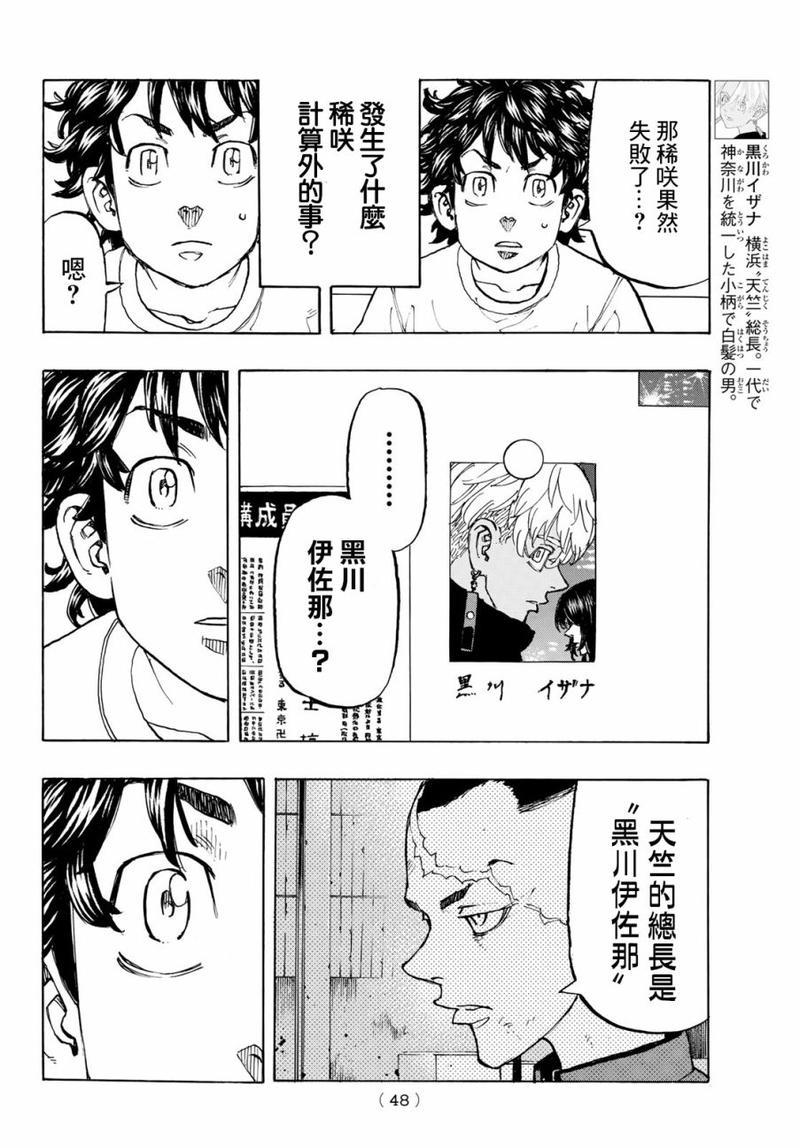 黒川イザナ　横浜〝天竺〟総長。一代で
神奈川を統一した小柄で白髪の男。
那稀咲果然
失敗了…?
發生了什麼
稀咲
計算外的事?
嗯?
………
黑川
伊佐那…?
構成員
東京卍
黒川 イザナ
天竺的總長是
〝黑川伊佐那〞
(48)